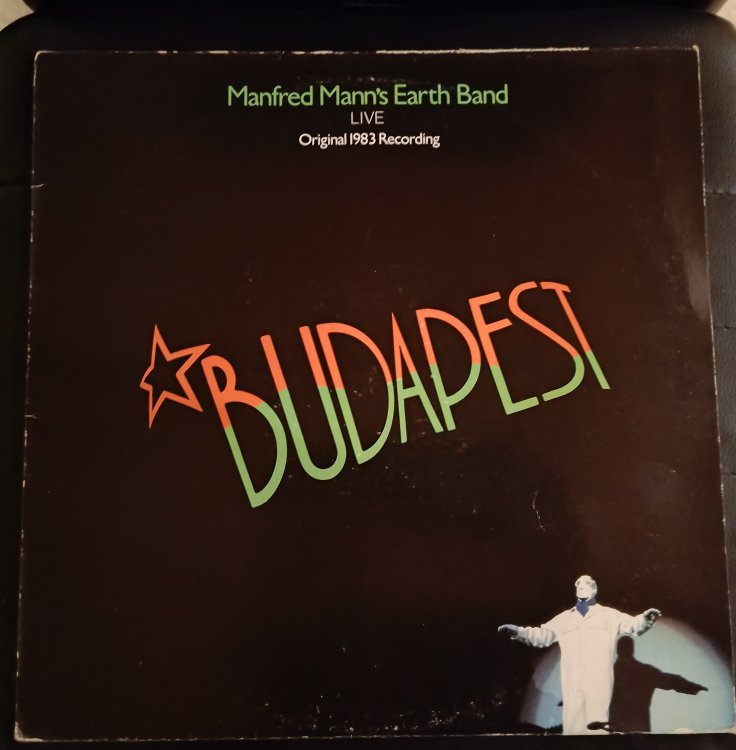 Manfred Mann's Earth Band
LIVE
Original 1983 Recording
BUDAPEST